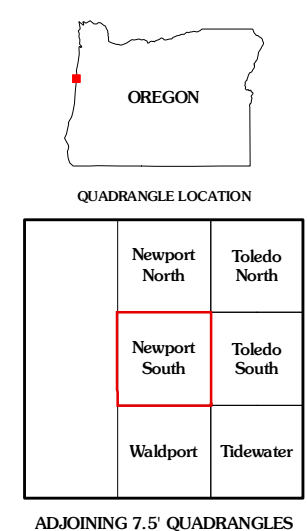 OREGON
QUADRANGLE LOCATION
Newport
North
Toledo
North
Newport
South
Toledo
South
Waldport
Tidewater
ADJOINING 7.5' QUADRANGLES